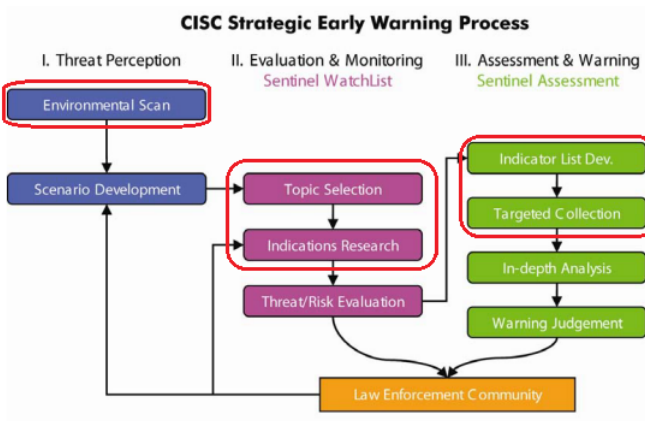 CISC Strategic Early Warning Process
I. Threat Perception
II. Evaluation & Monitoring
Sentinel WatchList
III. Assessment & Warning
Sentinel Assessment
Environmental Scan
Scenario Development
Topic Selection
Indications Research
Threat/Risk Evaluation
Indicator List Dev.
Targeted Collection
In-depth Analysis
Warning Judgement
Law Enforcement Community